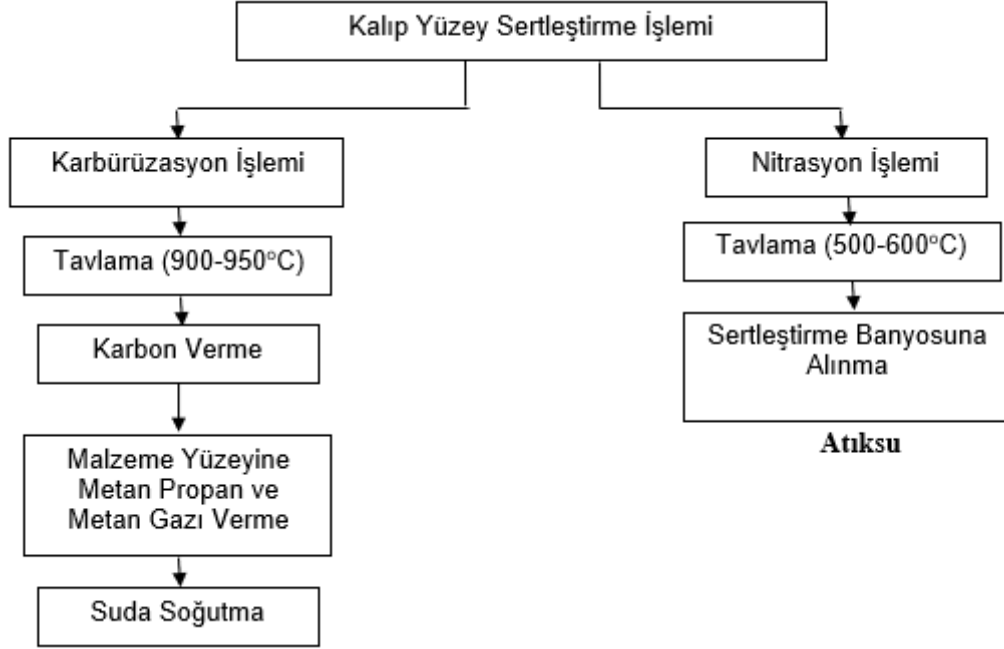 Kalıp Yüzey Sertleştirme İşlemi
Karbürüzasyon İşlemi
Tavlama (900-950°C)
Karbon Verme
Malzeme Yüzeyine
Metan Propan ve
Metan Gazı Verme
Suda Soğutma
Nitrasyon İşlemi
Tavlama (500-600°C)
Sertleştirme Banyosuna
Alınma
Atıksu